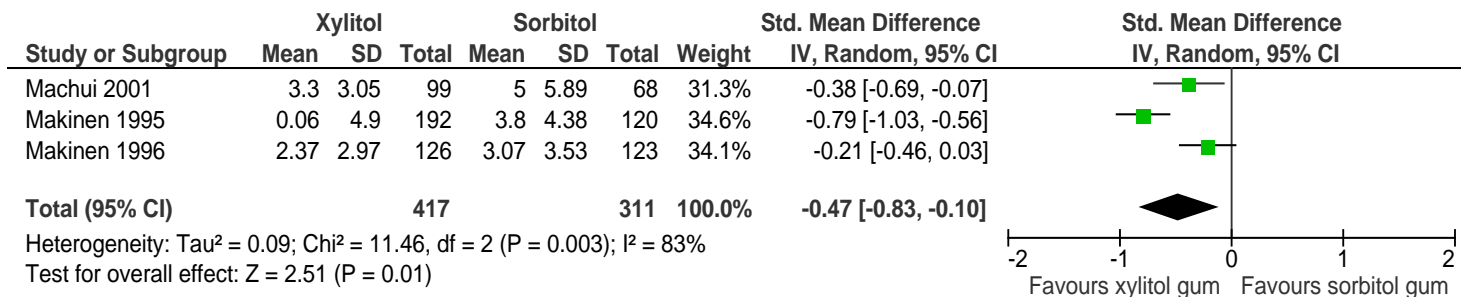 Xylitol Sorbitol Std. Mean Difference Std. Mean Difference
Study or Subgroup Mean SD Total Mean SD Total Weight IV, Random, 95% CI IV, Random, 95% CI
Machui 2001 3.3 3.05 99 5 5.89 68 31.3% -0.38 [-0.69, -0.07]
Makinen 1995 0.06 4.9 192 3.8 4.38 120 34.6% -0.79 [-1.03, -0.56]
Makinen 1996 2.37 2.97 126 3.07 3.53 123 34.1% -0.21 [-0.46, 0.03]
Total (95% CI) 417 311 100.0% -0.47 [-0.83, -0.10]
Heterogeneity: Tau² = 0.09; Chi² = 11.46, df = 2 (P = 0.003); I² = 83%
Test for overall effect: Z = 2.51 (P = 0.01)
-2 -1 0 1 2
Favours xylitol gum Favours sorbitol gum